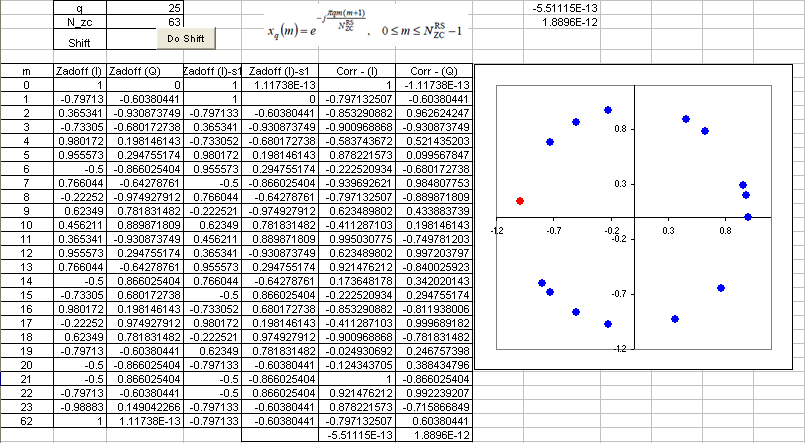 q 25 -5.51115E-13
N_zc 63 1.8896E-12
Shift Do Shift
x_q(m) = e^{-j πqm(m+1) / N_ZC^RS}, 0 ≤ m ≤ N_ZC^RS − 1
m Zadoff (I) Zadoff (Q) Zadoff (I)-s1 Zadoff (I)-s1 Corr - (I) Corr - (Q)
0 1 0 1 1.11738E-13 1 -1.11738E-13
1 -0.79713 -0.60380441 1 0 -0.797132507 -0.60380441
2 0.365341 -0.930873749 -0.797133 -0.60380441 -0.853290882 0.962624247
3 -0.73305 -0.680172738 0.365341 -0.930873749 -0.900968868 -0.930873749
4 0.980172 0.198146143 -0.733052 -0.680172738 -0.583743672 0.521435203
5 0.955573 0.294755174 0.980172 0.198146143 0.878221573 0.099567847
6 -0.5 -0.866025404 0.955573 0.294755174 -0.222520934 -0.680172738
7 0.766044 -0.64278761 -0.5 -0.866025404 -0.939692621 0.984807753
8 -0.22252 -0.974927912 0.766044 -0.64278761 -0.797132507 -0.889871809
9 0.62349 0.781831482 -0.222521 -0.974927912 0.623489802 0.433883739
10 0.456211 0.889871809 0.62349 0.781831482 -0.411287103 0.198146143
11 0.365341 -0.930873749 0.456211 0.889871809 0.995030775 -0.749781203
12 0.955573 0.294755174 0.365341 -0.930873749 0.623489802 0.997203797
13 0.766044 -0.64278761 0.955573 0.294755174 0.921476212 -0.840025923
14 -0.5 0.866025404 0.766044 -0.64278761 0.173648178 0.342020143
15 -0.73305 0.680172738 -0.5 0.866025404 -0.222520934 0.294755174
16 0.980172 0.198146143 -0.733052 0.680172738 -0.853290882 -0.811938006
17 -0.22252 0.974927912 0.980172 0.198146143 -0.411287103 0.999689182
18 0.62349 0.781831482 -0.222521 0.974927912 -0.900968868 -0.781831482
19 -0.79713 -0.60380441 0.62349 0.781831482 -0.024930692 0.246757398
20 -0.5 -0.866025404 -0.797133 -0.60380441 -0.124343705 0.388434796
21 -0.5 0.866025404 -0.5 -0.866025404 1 -0.866025404
22 -0.79713 -0.60380441 -0.5 0.866025404 0.921476212 0.992239207
23 -0.98883 0.149042266 -0.797133 -0.60380441 0.878221573 -0.715866849
62 1 1.11738E-13 -0.797133 -0.60380441 -0.797132507 0.60380441
-5.51115E-13 1.8896E-12
0.8
0.3
-1.2 -0.7 -0.2 0.3 0.8
-0.7
-1.2